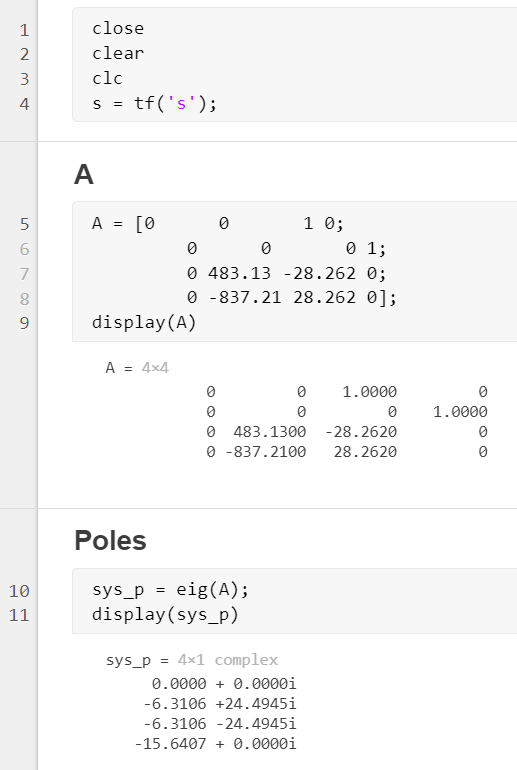 1 close
2 clear
3 clc
4 s = tf('s');
A
5 A = [0 0 1 0;
6 0 0 0 1;
7 0 483.13 -28.262 0;
8 0 -837.21 28.262 0];
9 display(A)
A = 4×4
0 0 1.0000 0
0 0 0 1.0000
0 483.1300 -28.2620 0
0 -837.2100 28.2620 0
Poles
10 sys_p = eig(A);
11 display(sys_p)
sys_p = 4×1 complex
0.0000 + 0.0000i
-6.3106 +24.4945i
-6.3106 -24.4945i
-15.6407 + 0.0000i